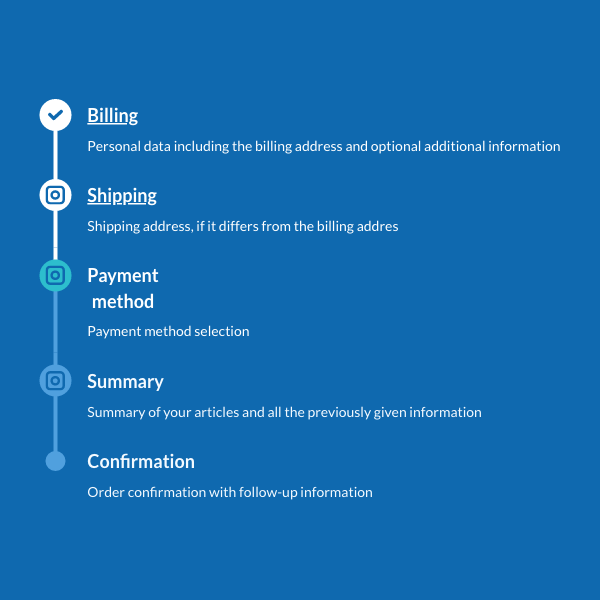 Billing
Personal data including the billing address and optional additional information
Shipping
Shipping address, if it differs from the billing addres
Payment
method
Payment method selection
Summary
Summary of your articles and all the previously given information
Confirmation
Order confirmation with follow-up information